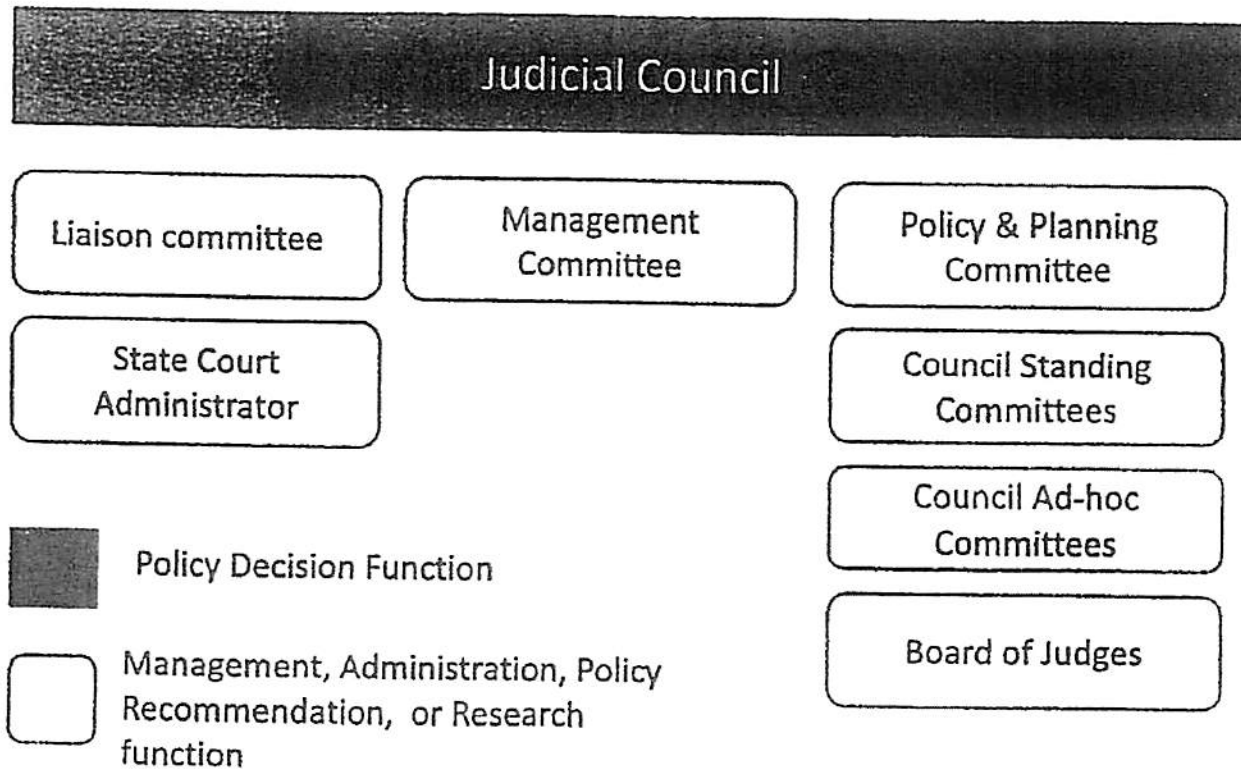 Judicial Council
Liaison committee
Management
Committee
Policy & Planning
Committee
State Court
Administrator
Council Standing
Committees
Council Ad-hoc
Committees
Board of Judges
Policy Decision Function
Management, Administration, Policy
Recommendation, or Research
function